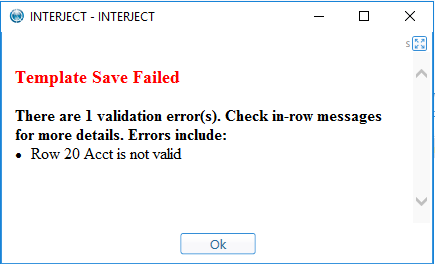 INTERJECT - INTERJECT
s
Template Save Failed
There are 1 validation error(s). Check in-row messages
for more details. Errors include:
• Row 20 Acct is not valid
Ok